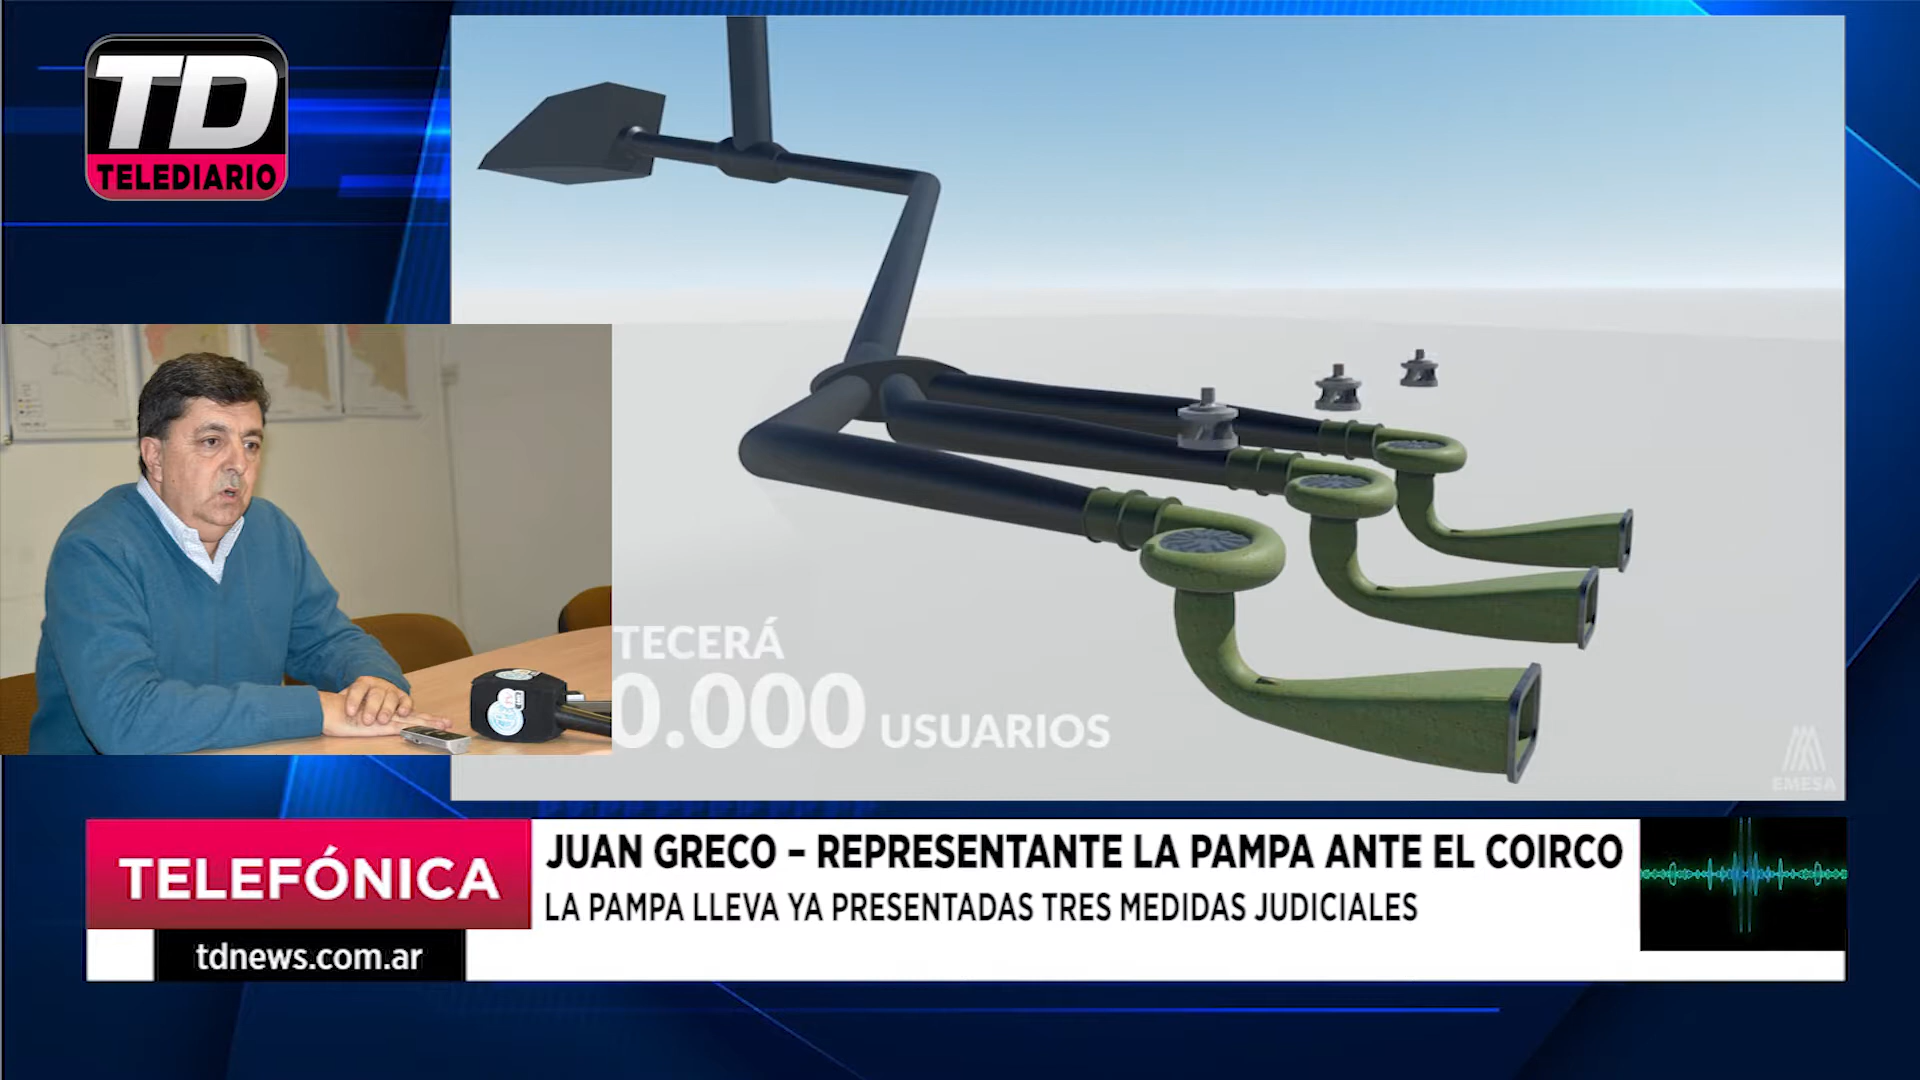 TD
TELEDIARIO
TECERÁ
0.000 USUARIOS
EMESA
TELEFÓNICA
JUAN GRECO – REPRESENTANTE LA PAMPA ANTE EL COIRCO
LA PAMPA LLEVA YA PRESENTADAS TRES MEDIDAS JUDICIALES
tdnews.com.ar